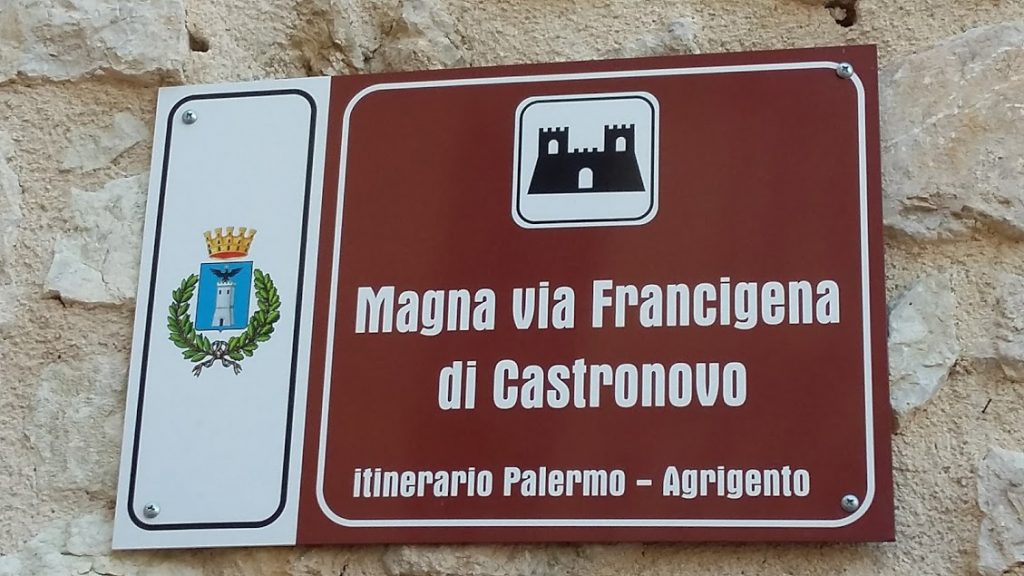 Magna via Francigena
di Castronovo
itinerario Palermo - Agrigento